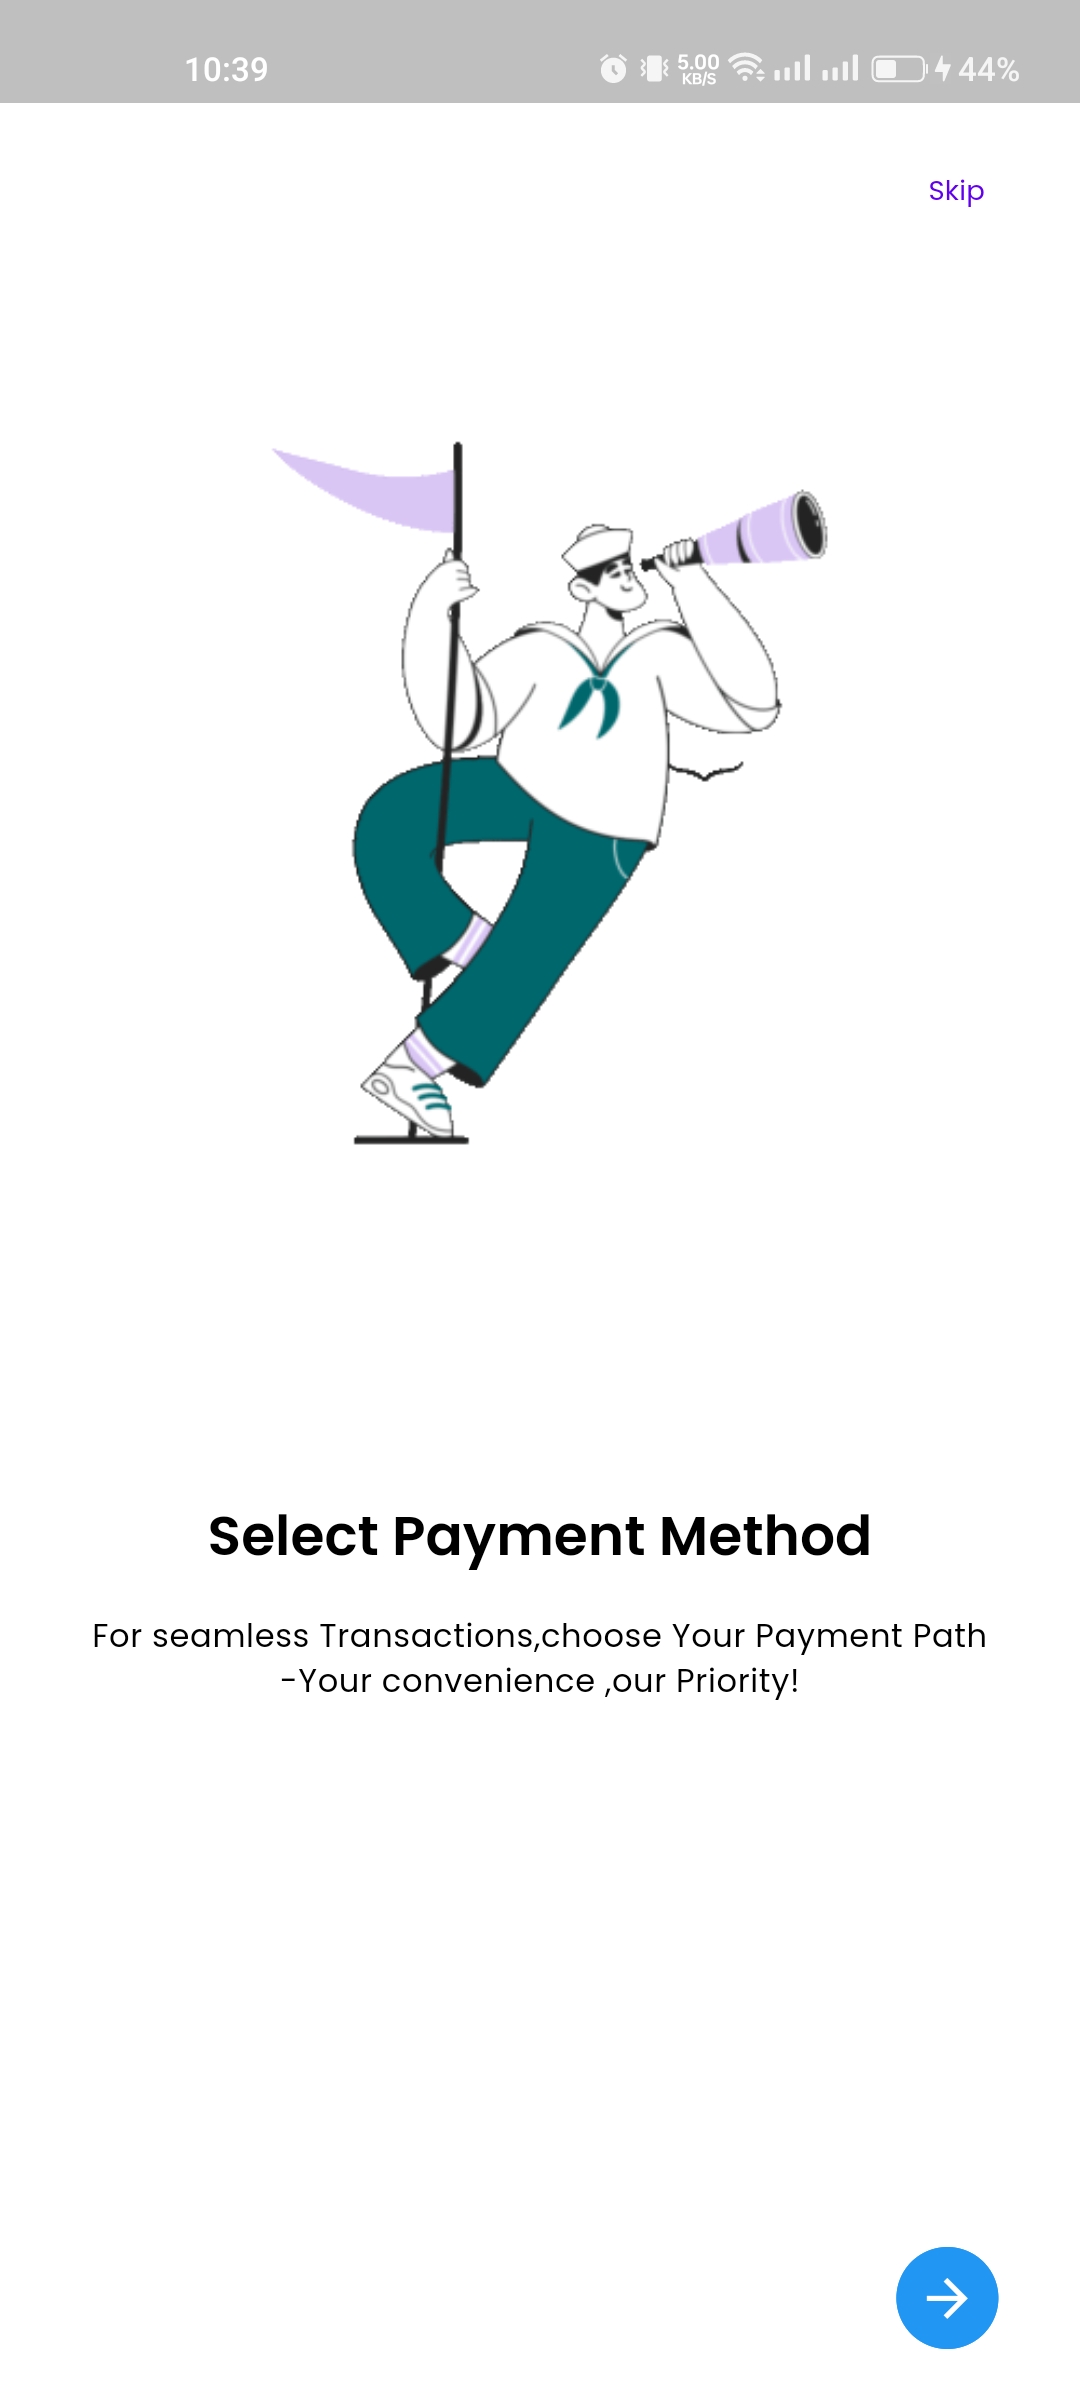 10:39 5.00 KB/S 44%
Skip
Select Payment Method
For seamless Transactions,choose Your Payment Path
-Your convenience ,our Priority!